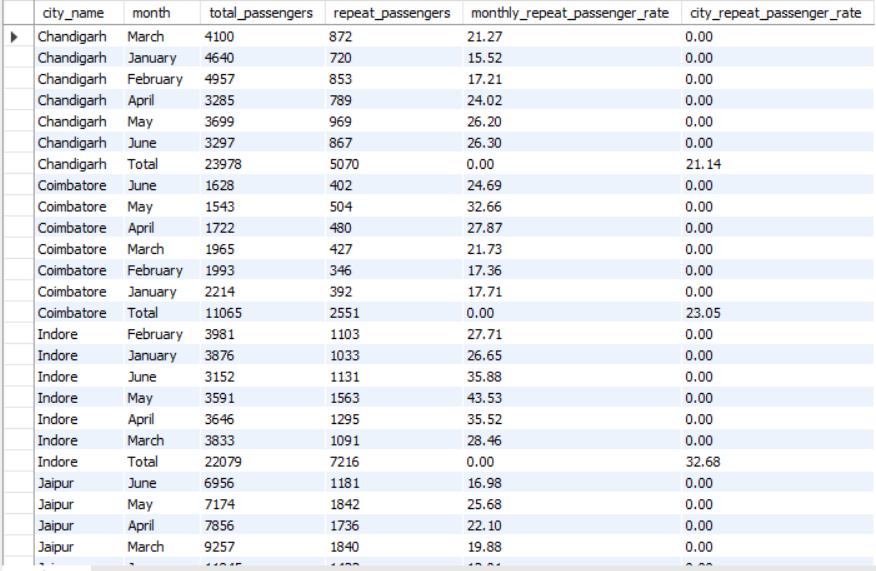 city_name month total_passengers repeat_passengers monthly_repeat_passenger_rate city_repeat_passenger_rate
Chandigarh March 4100 872 21.27 0.00
Chandigarh January 4640 720 15.52 0.00
Chandigarh February 4957 853 17.21 0.00
Chandigarh April 3285 789 24.02 0.00
Chandigarh May 3699 969 26.20 0.00
Chandigarh June 3297 867 26.30 0.00
Chandigarh Total 23978 5070 0.00 21.14
Coimbatore June 1628 402 24.69 0.00
Coimbatore May 1543 504 32.66 0.00
Coimbatore April 1722 480 27.87 0.00
Coimbatore March 1965 427 21.73 0.00
Coimbatore February 1993 346 17.36 0.00
Coimbatore January 2214 392 17.71 0.00
Coimbatore Total 11065 2551 0.00 23.05
Indore February 3981 1103 27.71 0.00
Indore January 3876 1033 26.65 0.00
Indore June 3152 1131 35.88 0.00
Indore May 3591 1563 43.53 0.00
Indore April 3646 1295 35.52 0.00
Indore March 3833 1091 28.46 0.00
Indore Total 22079 7216 0.00 32.68
Jaipur June 6956 1181 16.98 0.00
Jaipur May 7174 1842 25.68 0.00
Jaipur April 7856 1736 22.10 0.00
Jaipur March 9257 1840 19.88 0.00